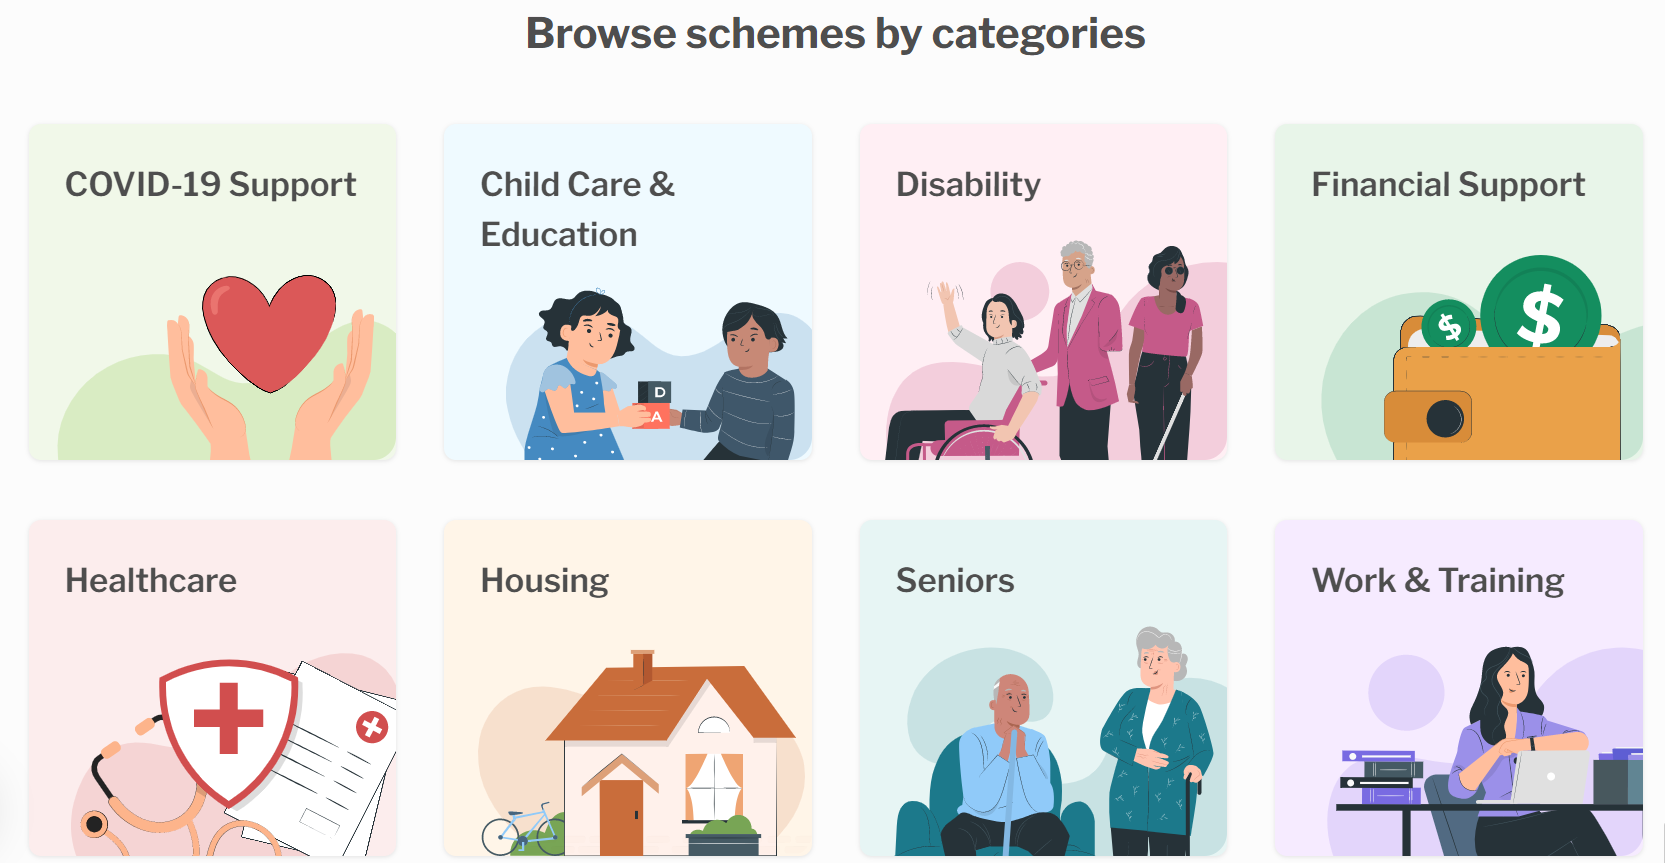 Browse schemes by categories
COVID-19 Support
Child Care &
Education
Disability
Financial Support
D
A
$
$
Healthcare
Housing
Seniors
Work & Training